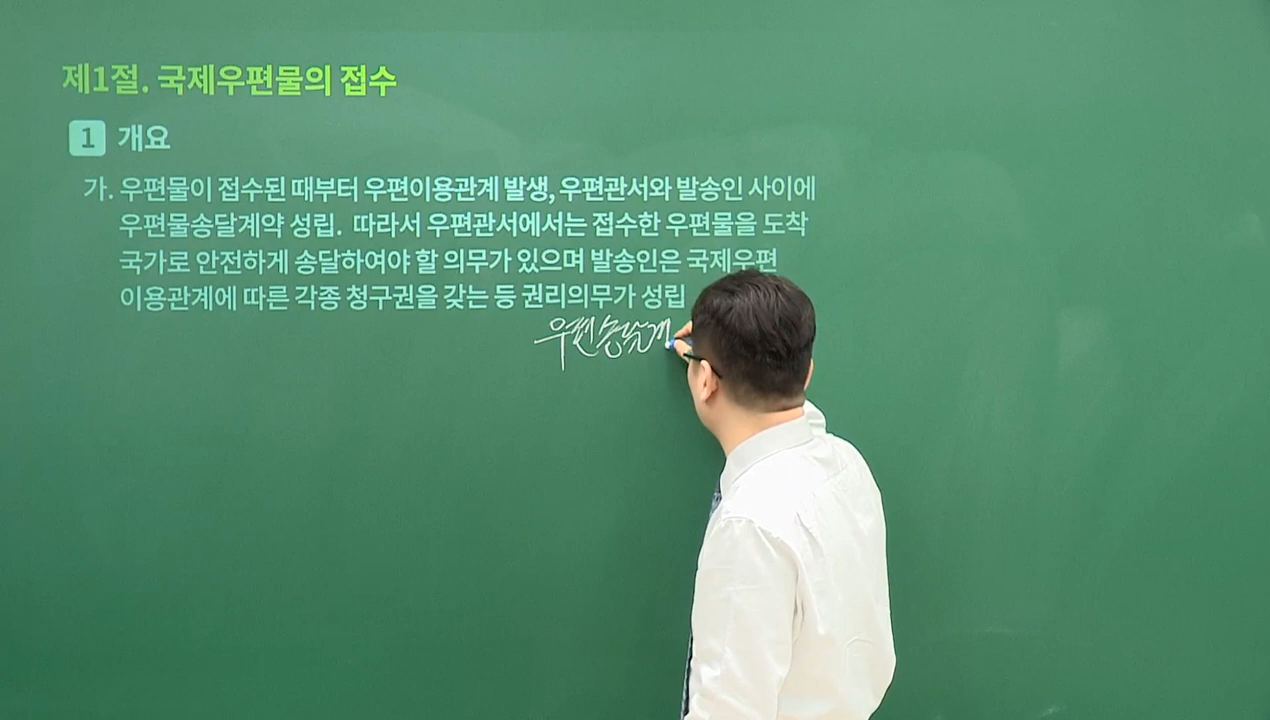 제1절. 국제우편물의 접수
1 개요
가. 우편물이 접수된 때부터 우편이용관계 발생, 우편관서와 발송인 사이에
우편물송달계약 성립. 따라서 우편관서에서는 접수한 우편물을 도착
국가로 안전하게 송달하여야 할 의무가 있으며 발송인은 국제우편
이용관계에 따른 각종 청구권을 갖는 등 권리의무가 성립
우편송달계